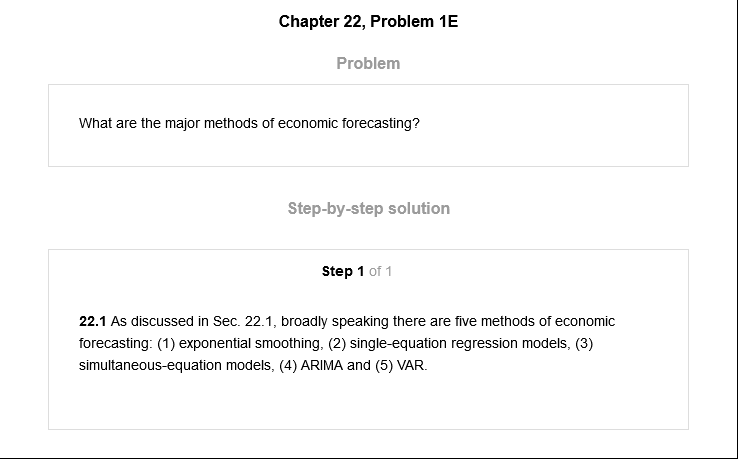 Chapter 22, Problem 1E
Problem
What are the major methods of economic forecasting?
Step-by-step solution
Step 1 of 1
22.1 As discussed in Sec. 22.1, broadly speaking there are five methods of economic
forecasting: (1) exponential smoothing, (2) single-equation regression models, (3)
simultaneous-equation models, (4) ARIMA and (5) VAR.